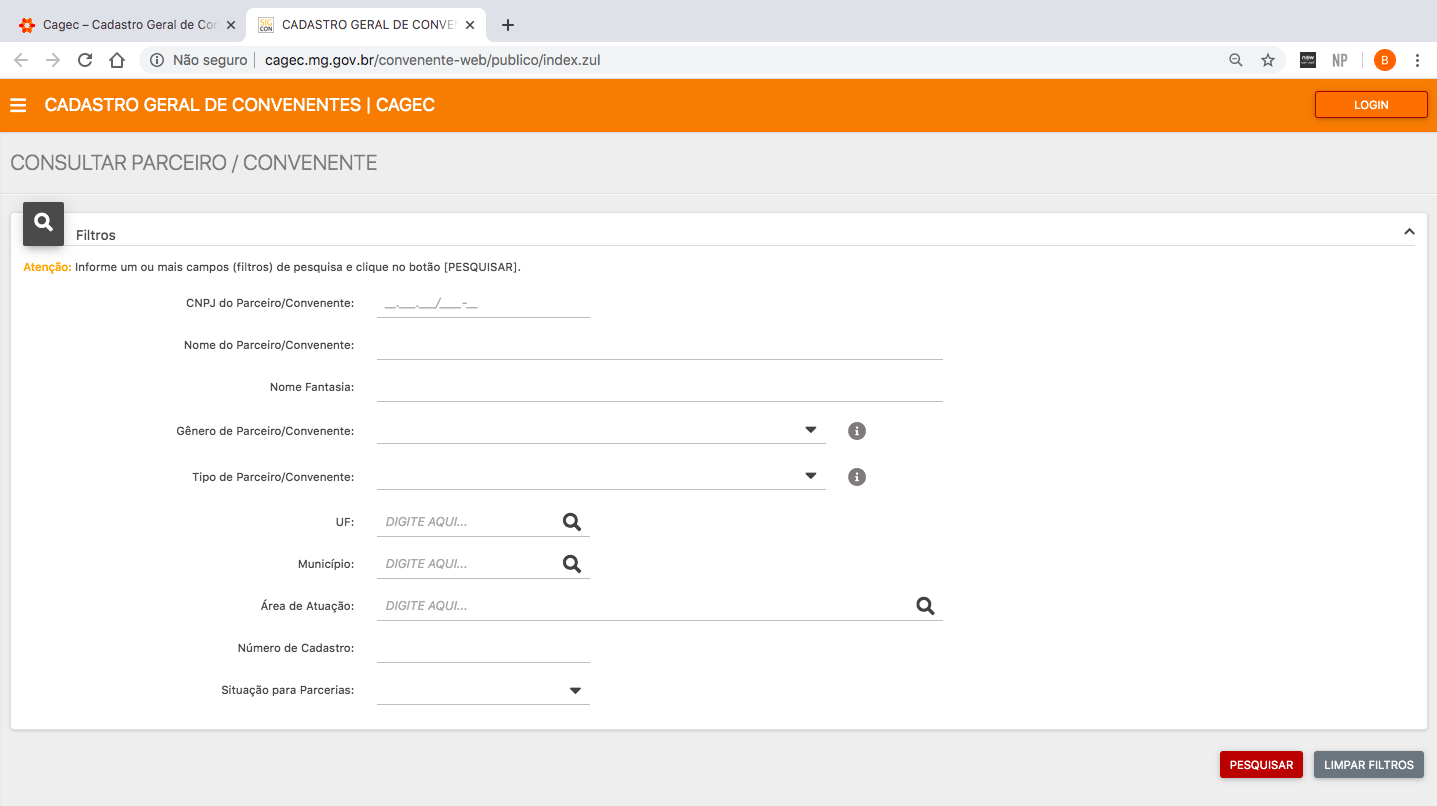 Cagec – Cadastro Geral de Co
SIG CON CADASTRO GERAL DE CONVE
Não seguro
cagec.mg.gov.br/convenente-web/publico/index.zul
NP
B
CADASTRO GERAL DE CONVENENTES | CAGEC
LOGIN
CONSULTAR PARCEIRO / CONVENENTE
Filtros
Atenção: Informe um ou mais campos (filtros) de pesquisa e clique no botão [PESQUISAR].
CNPJ do Parceiro/Convenente: __.___.___/____-__
Nome do Parceiro/Convenente:
Nome Fantasia:
Gênero de Parceiro/Convenente:
Tipo de Parceiro/Convenente:
UF: DIGITE AQUI...
Município: DIGITE AQUI...
Área de Atuação: DIGITE AQUI...
Número de Cadastro:
Situação para Parcerias:
PESQUISAR
LIMPAR FILTROS